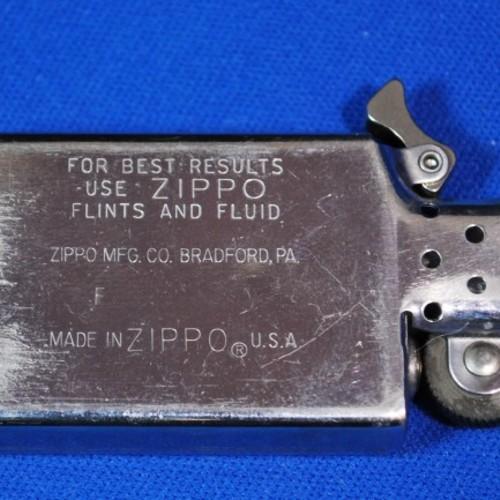 FOR BEST RESULTS
USE ZIPPO
FLINTS AND FLUID
ZIPPO MFG. CO. BRADFORD, PA.
F
MADE IN ZIPPO® U.S.A.